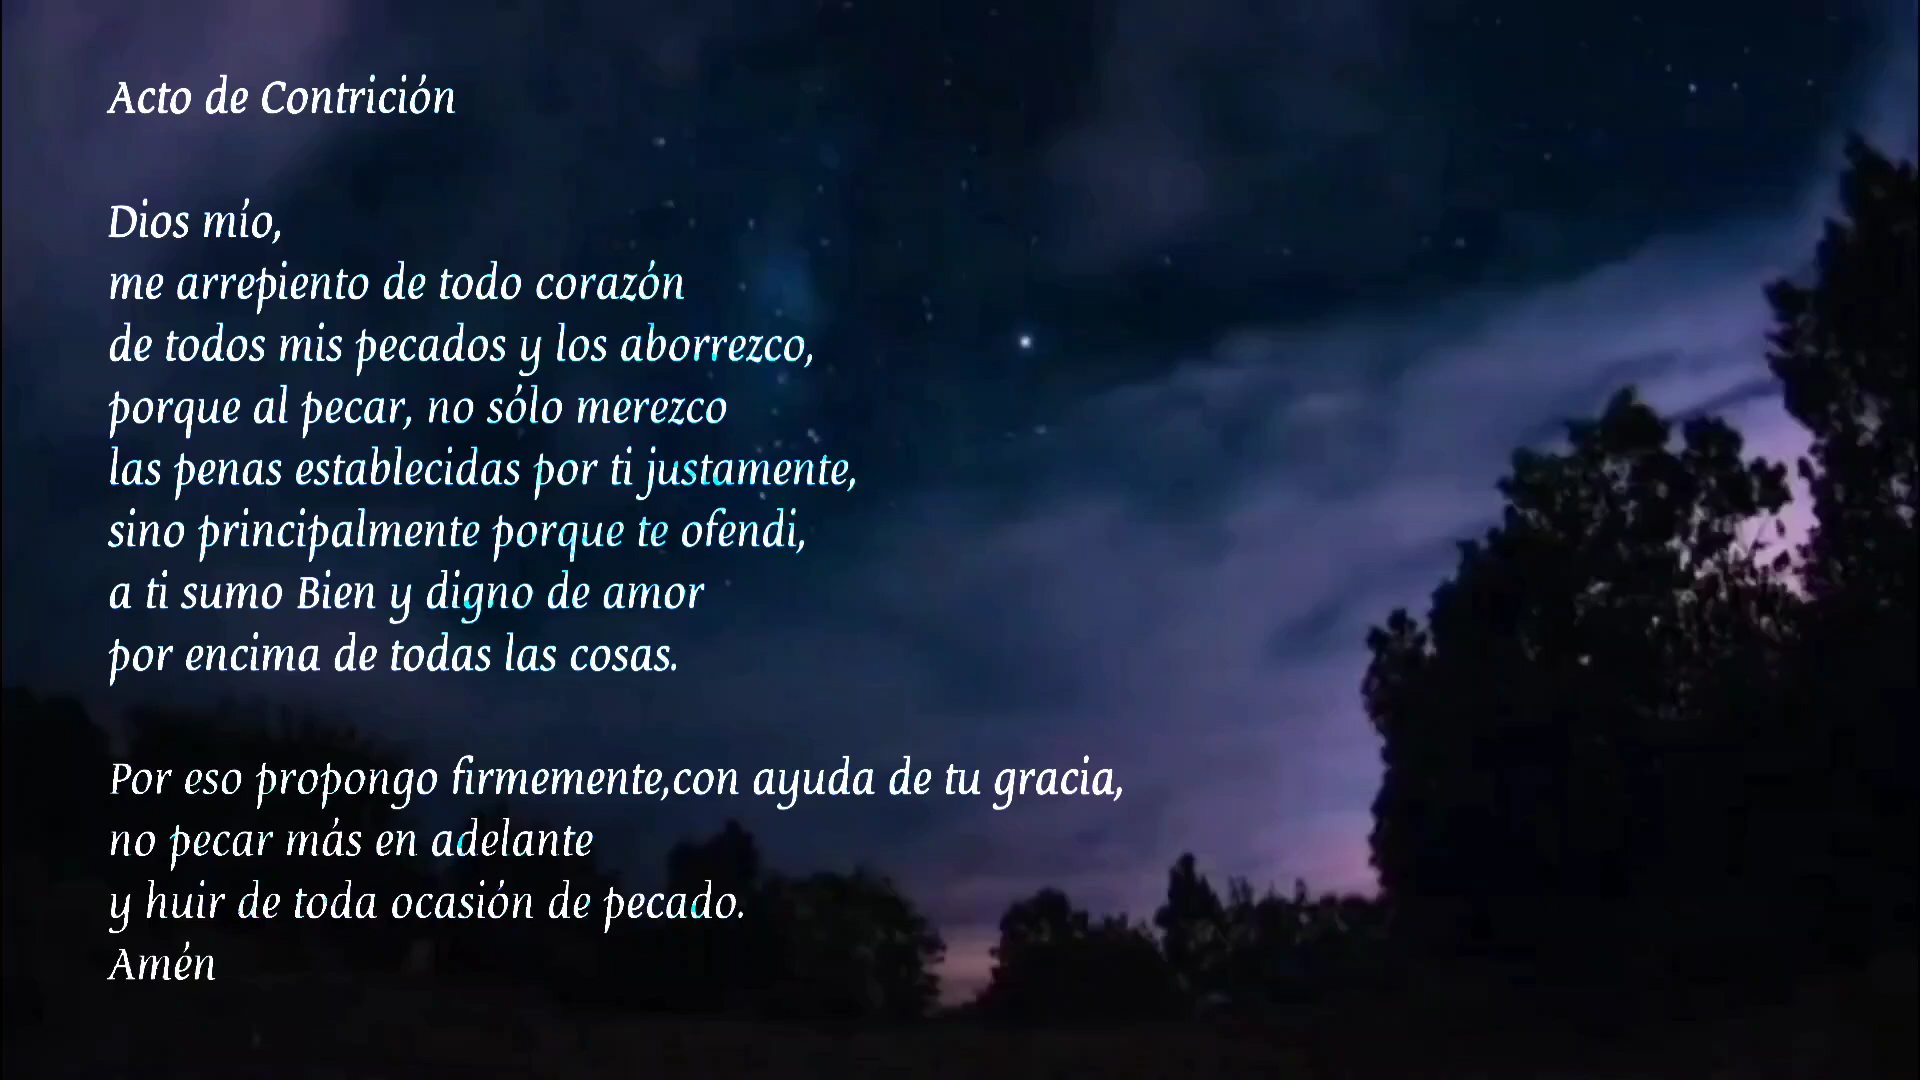 Acto de Contrición
Dios mío,
me arrepiento de todo corazón
de todos mis pecados y los aborrezco,
porque al pecar, no sólo merezco
las penas establecidas por ti justamente,
sino principalmente porque te ofendi,
a ti sumo Bien y digno de amor
por encima de todas las cosas.
Por eso propongo firmemente,con ayuda de tu gracia,
no pecar más en adelante
y huir de toda ocasión de pecado.
Amén